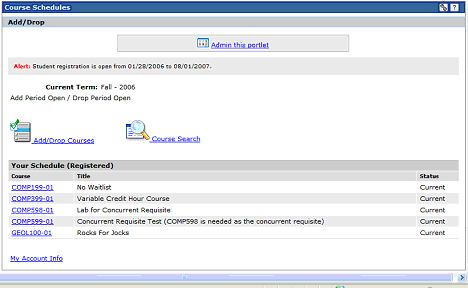 Course Schedules
Add/Drop
Admin this portlet
Alert: Student registration is open from 01/28/2006 to 08/01/2007.
Current Term: Fall - 2006
Add Period Open / Drop Period Open
Add/Drop Courses Course Search
Your Schedule (Registered)
Course Title Status
COMP199-01 No Waitlist Current
COMP399-01 Variable Credit Hour Course Current
COMP598-01 Lab for Concurrent Requisite Current
COMP599-01 Concurrent Requisite Test (COMP598 is needed as the concurrent requisite) Current
GEOL100-01 Rocks For Jocks Current
My Account Info